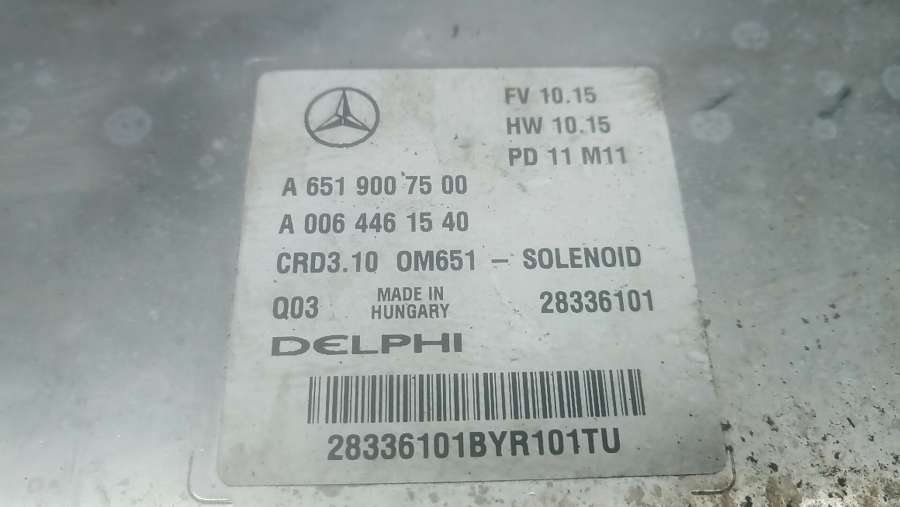 FV 10.15
HW 10.15
PD 11 M11
A 651 900 75 00
A 006 446 15 40
CRD3.10 OM651 – SOLENOID
Q03 MADE IN HUNGARY 28336101
DELPHI
28336101BYR101TU